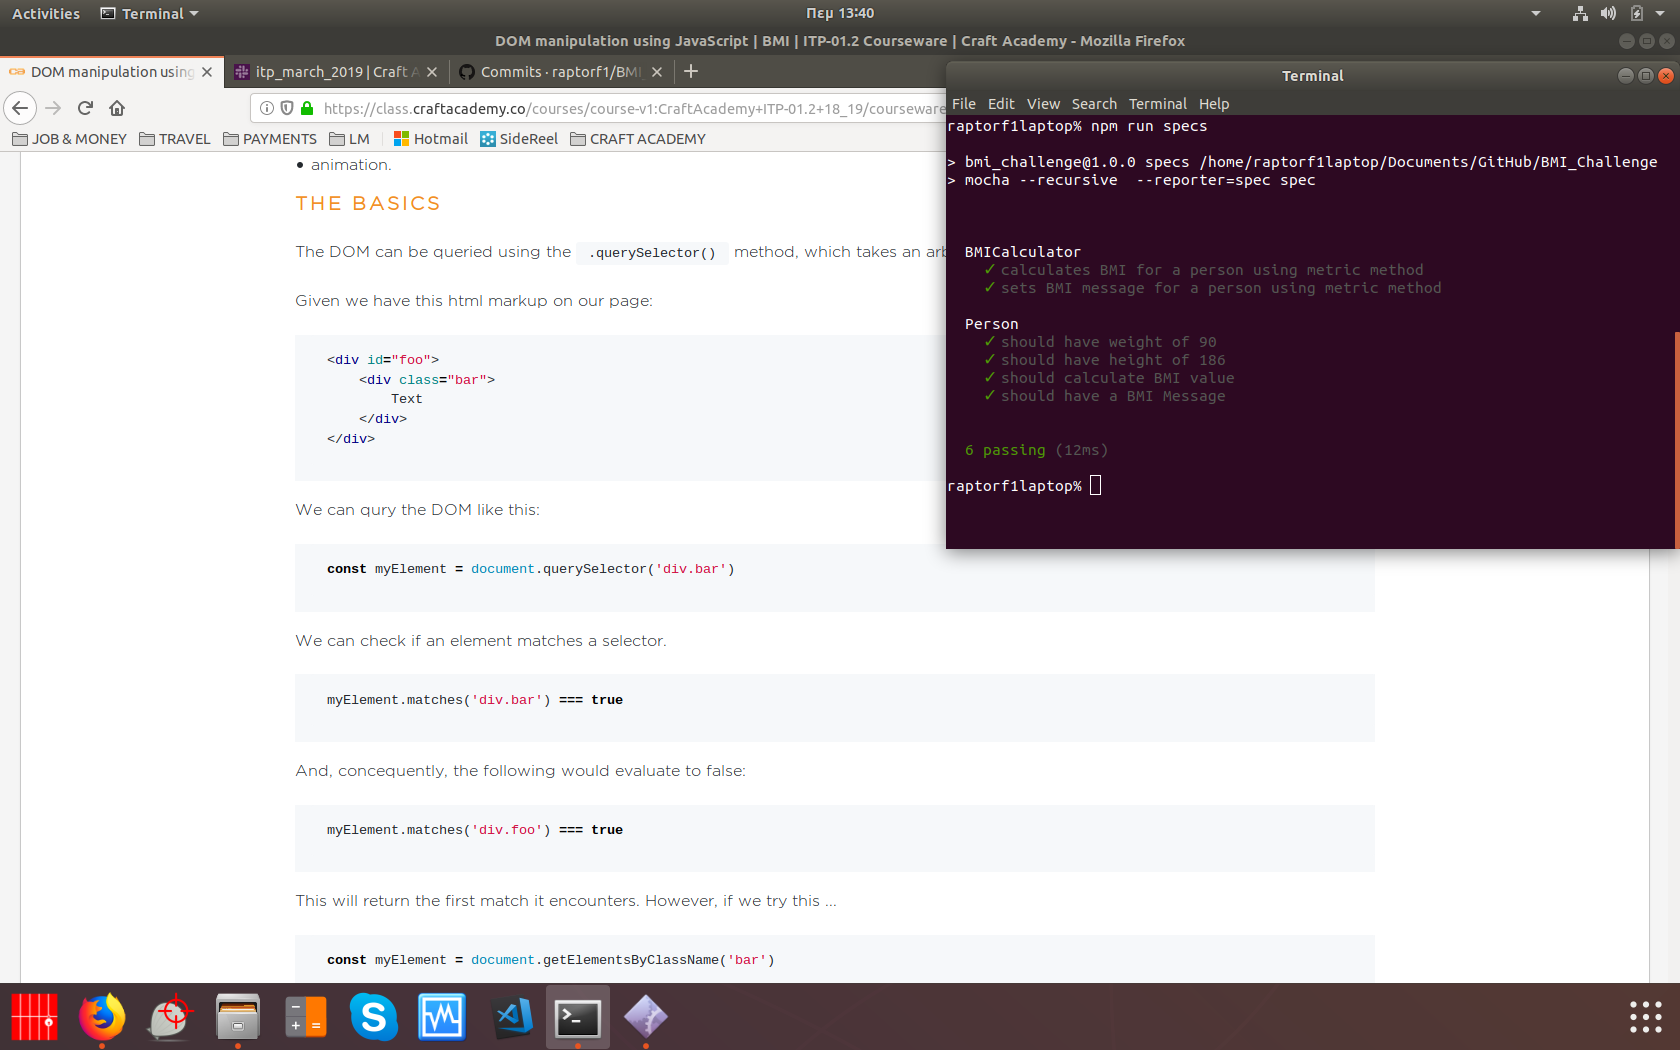 Activities Terminal Πεμ 13:40
DOM manipulation using JavaScript | BMI | ITP-01.2 Courseware | Craft Academy - Mozilla Firefox
DOM manipulation using itp_march_2019 | Craft A Commits · raptorf1/BMI_
https://class.craftacademy.co/courses/course-v1:CraftAcademy+ITP-01.2+18_19/courseware
JOB & MONEY TRAVEL PAYMENTS LM Hotmail SideReel CRAFT ACADEMY
• animation.
THE BASICS
The DOM can be queried using the .querySelector() method, which takes an arb
Given we have this html markup on our page:
<div id="foo">
<div class="bar">
Text
</div>
</div>
We can qury the DOM like this:
const myElement = document.querySelector('div.bar')
We can check if an element matches a selector.
myElement.matches('div.bar') === true
And, concequently, the following would evaluate to false:
myElement.matches('div.foo') === true
This will return the first match it encounters. However, if we try this ...
const myElement = document.getElementsByClassName('bar')
Terminal
File Edit View Search Terminal Help
raptorf1laptop% npm run specs
> bmi_challenge@1.0.0 specs /home/raptorf1laptop/Documents/GitHub/BMI_Challenge
> mocha --recursive --reporter=spec spec
BMICalculator
✓ calculates BMI for a person using metric method
✓ sets BMI message for a person using metric method
Person
✓ should have weight of 90
✓ should have height of 186
✓ should calculate BMI value
✓ should have a BMI Message
6 passing (12ms)
raptorf1laptop%